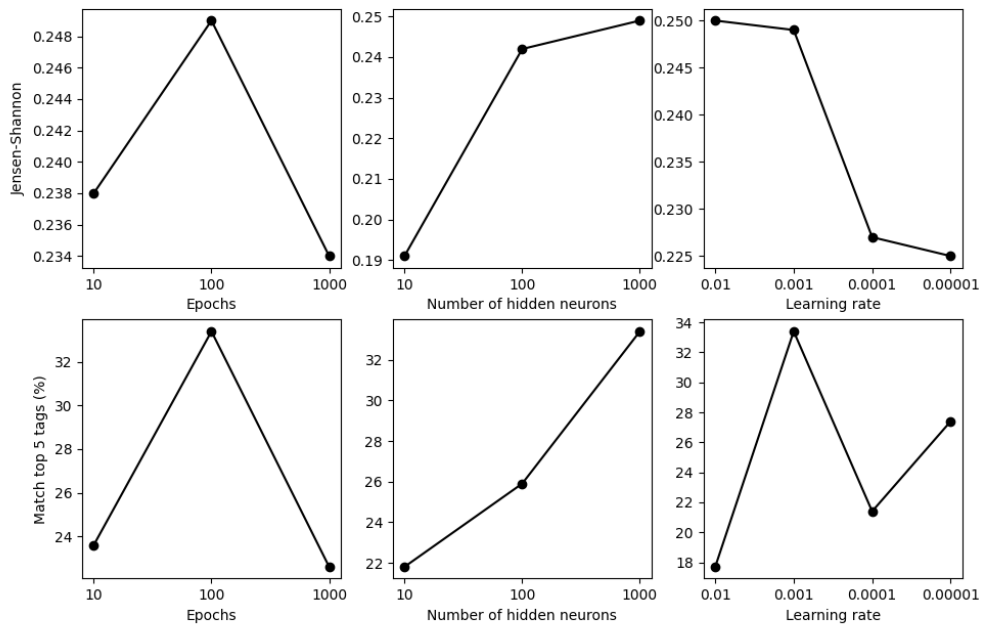 Jensen-Shannon
0.248
0.246
0.244
0.242
0.240
0.238
0.236
0.234
10 100 1000
Epochs
0.25
0.24
0.23
0.22
0.21
0.20
0.19
10 100 1000
Number of hidden neurons
0.250
0.245
0.240
0.235
0.230
0.225
0.01 0.001 0.0001 0.00001
Learning rate
Match top 5 tags (%)
32
30
28
26
24
10 100 1000
Epochs
32
30
28
26
24
22
10 100 1000
Number of hidden neurons
34
32
30
28
26
24
22
20
18
0.01 0.001 0.0001 0.00001
Learning rate